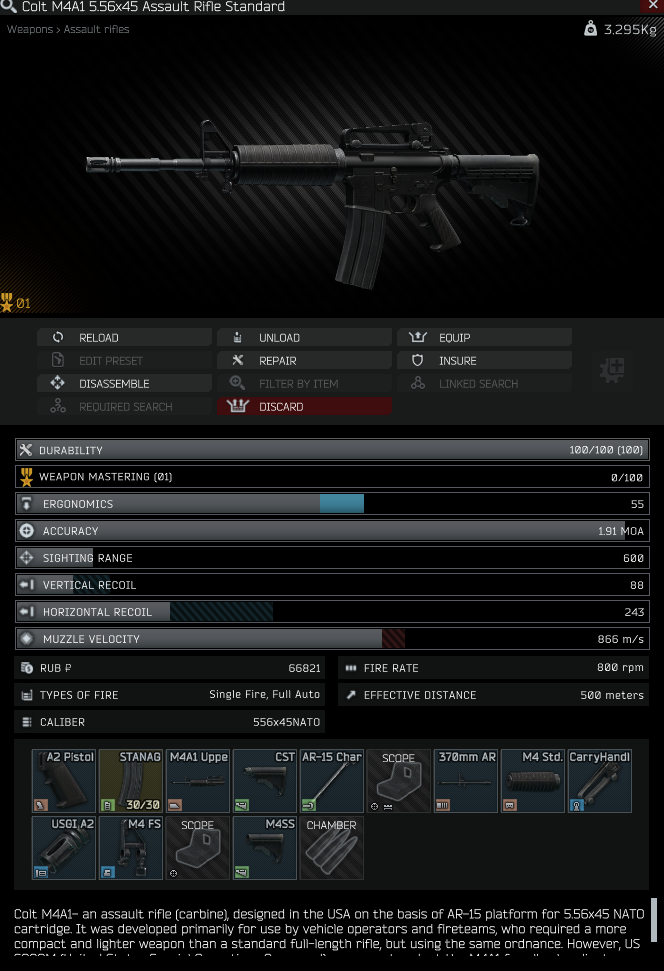 Colt M4A1 5.56x45 Assault Rifle Standard
Weapons > Assault rifles
3.295Kg
01
RELOAD UNLOAD EQUIP
EDIT PRESET REPAIR INSURE
DISASSEMBLE FILTER BY ITEM LINKED SEARCH
REQUIRED SEARCH DISCARD
DURABILITY 100/100 (100)
WEAPON MASTERING (01) 0/100
ERGONOMICS 55
ACCURACY 1.91 MOA
SIGHTING RANGE 600
VERTICAL RECOIL 88
HORIZONTAL RECOIL 243
MUZZLE VELOCITY 866 m/s
RUB ₽ 66821 FIRE RATE 800 rpm
TYPES OF FIRE Single Fire, Full Auto EFFECTIVE DISTANCE 500 meters
CALIBER 556x45NATO
A2 Pistol STANAG M4A1 Uppe CST AR-15 Char SCOPE 370mm AR M4 Std. CarryHandl
30/30
USGI A2 M4 FS SCOPE M4SS CHAMBER
Colt M4A1– an assault rifle (carbine), designed in the USA on the basis of AR-15 platform for 5.56x45 NATO
cartridge. It was developed primarily for use by vehicle operators and fireteams, who required a more
compact and lighter weapon than a standard full-length rifle, but using the same ordnance. However, US